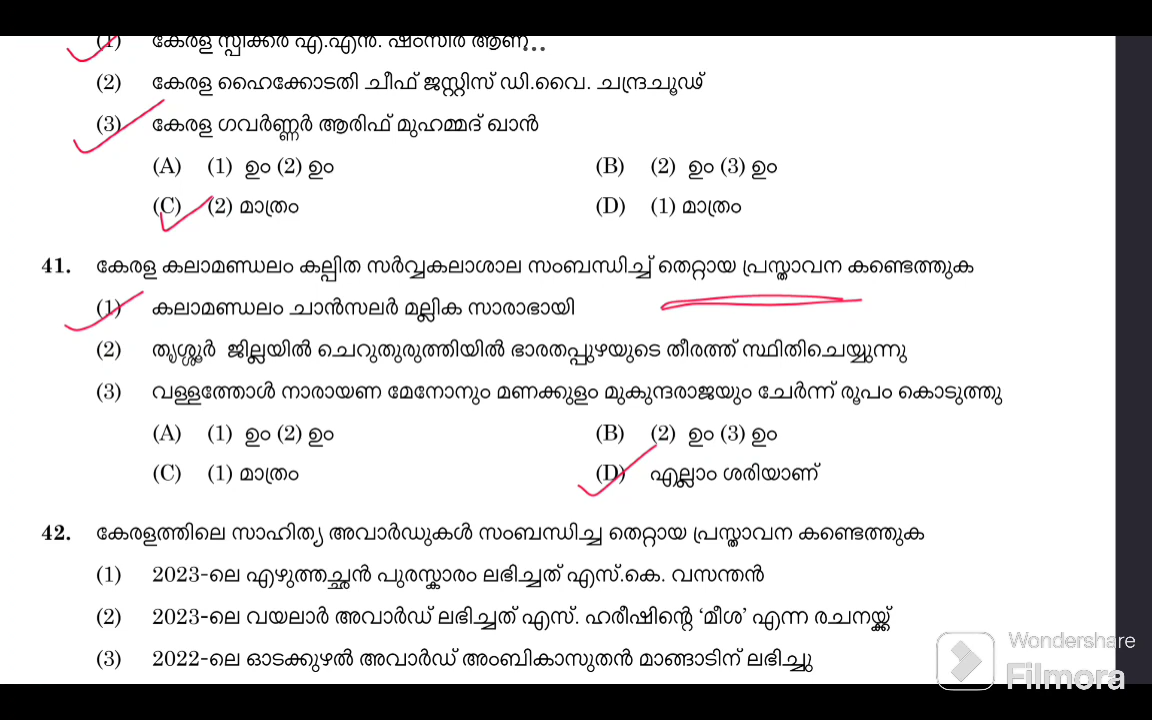 (1) കേരള സ്പീക്കർ എ.എൻ. ഷംസീർ ആണ്...
(2) കേരള ഹൈക്കോടതി ചീഫ് ജസ്റ്റിസ് ഡി.വൈ. ചന്ദ്രചൂഢ്
(3) കേരള ഗവർണ്ണർ ആരിഫ് മുഹമ്മദ് ഖാൻ
(A) (1) ഉം (2) ഉം (B) (2) ഉം (3) ഉം
(C) (2) മാത്രം (D) (1) മാത്രം
41. കേരള കലാമണ്ഡലം കല്പിത സർവ്വകലാശാല സംബന്ധിച്ച് തെറ്റായ പ്രസ്താവന കണ്ടെത്തുക
(1) കലാമണ്ഡലം ചാൻസലർ മല്ലിക സാരാഭായി
(2) തൃശ്ശൂർ ജില്ലയിൽ ചെറുതുരുത്തിയിൽ ഭാരതപ്പുഴയുടെ തീരത്ത് സ്ഥിതിചെയ്യുന്നു
(3) വള്ളത്തോൾ നാരായണ മേനോനും മണക്കുളം മുകുന്ദരാജയും ചേർന്ന് രൂപം കൊടുത്തു
(A) (1) ഉം (2) ഉം (B) (2) ഉം (3) ഉം
(C) (1) മാത്രം (D) എല്ലാം ശരിയാണ്
42. കേരളത്തിലെ സാഹിത്യ അവാർഡുകൾ സംബന്ധിച്ച തെറ്റായ പ്രസ്താവന കണ്ടെത്തുക
(1) 2023-ലെ എഴുത്തച്ഛൻ പുരസ്കാരം ലഭിച്ചത് എസ്.കെ. വസന്തൻ
(2) 2023-ലെ വയലാർ അവാർഡ് ലഭിച്ചത് എസ്. ഹരീഷിന്റെ ‘മീശ’ എന്ന രചനയ്ക്ക്
(3) 2022-ലെ ഓടക്കുഴൽ അവാർഡ് അംബികാസുതൻ മാങ്ങാടിന് ലഭിച്ചു
Wondershare
Filmora